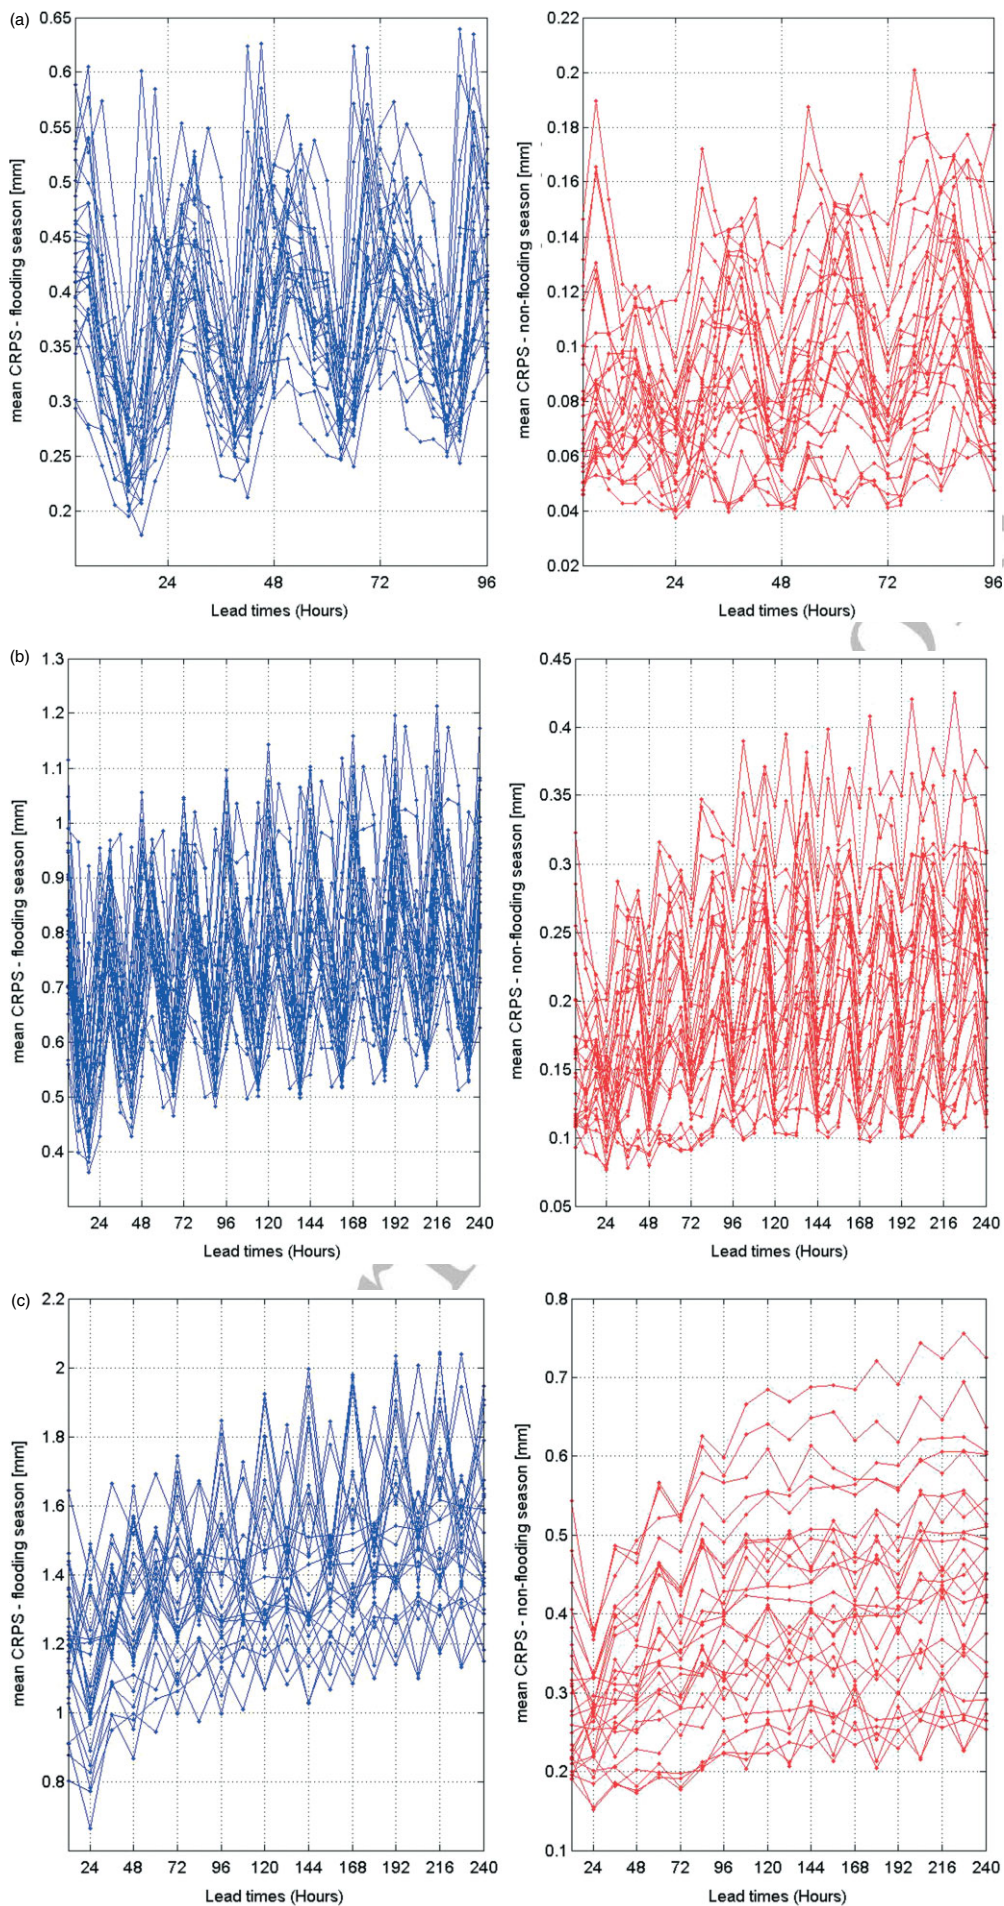 (a)
0.65
0.6
0.55
0.5
0.45
0.4
0.35
0.3
0.25
0.2
mean CRPS - flooding season [mm]
24 48 72 96
Lead times (Hours)
0.22
0.2
0.18
0.16
0.14
0.12
0.1
0.08
0.06
0.04
0.02
mean CRPS - non-flooding season [mm]
24 48 72 96
Lead times (Hours)
(b)
1.3
1.2
1.1
1
0.9
0.8
0.7
0.6
0.5
0.4
mean CRPS - flooding season [mm]
24 48 72 96 120 144 168 192 216 240
Lead times (Hours)
0.45
0.4
0.35
0.3
0.25
0.2
0.15
0.1
0.05
mean CRPS - non-flooding season [mm]
24 48 72 96 120 144 168 192 216 240
Lead times (Hours)
(c)
2.2
2
1.8
1.6
1.4
1.2
1
0.8
mean CRPS - flooding season [mm]
24 48 72 96 120 144 168 192 216 240
Lead times (Hours)
0.8
0.7
0.6
0.5
0.4
0.3
0.2
0.1
mean CRPS - non-flooding season [mm]
24 48 72 96 120 144 168 192 216 240
Lead times (Hours)